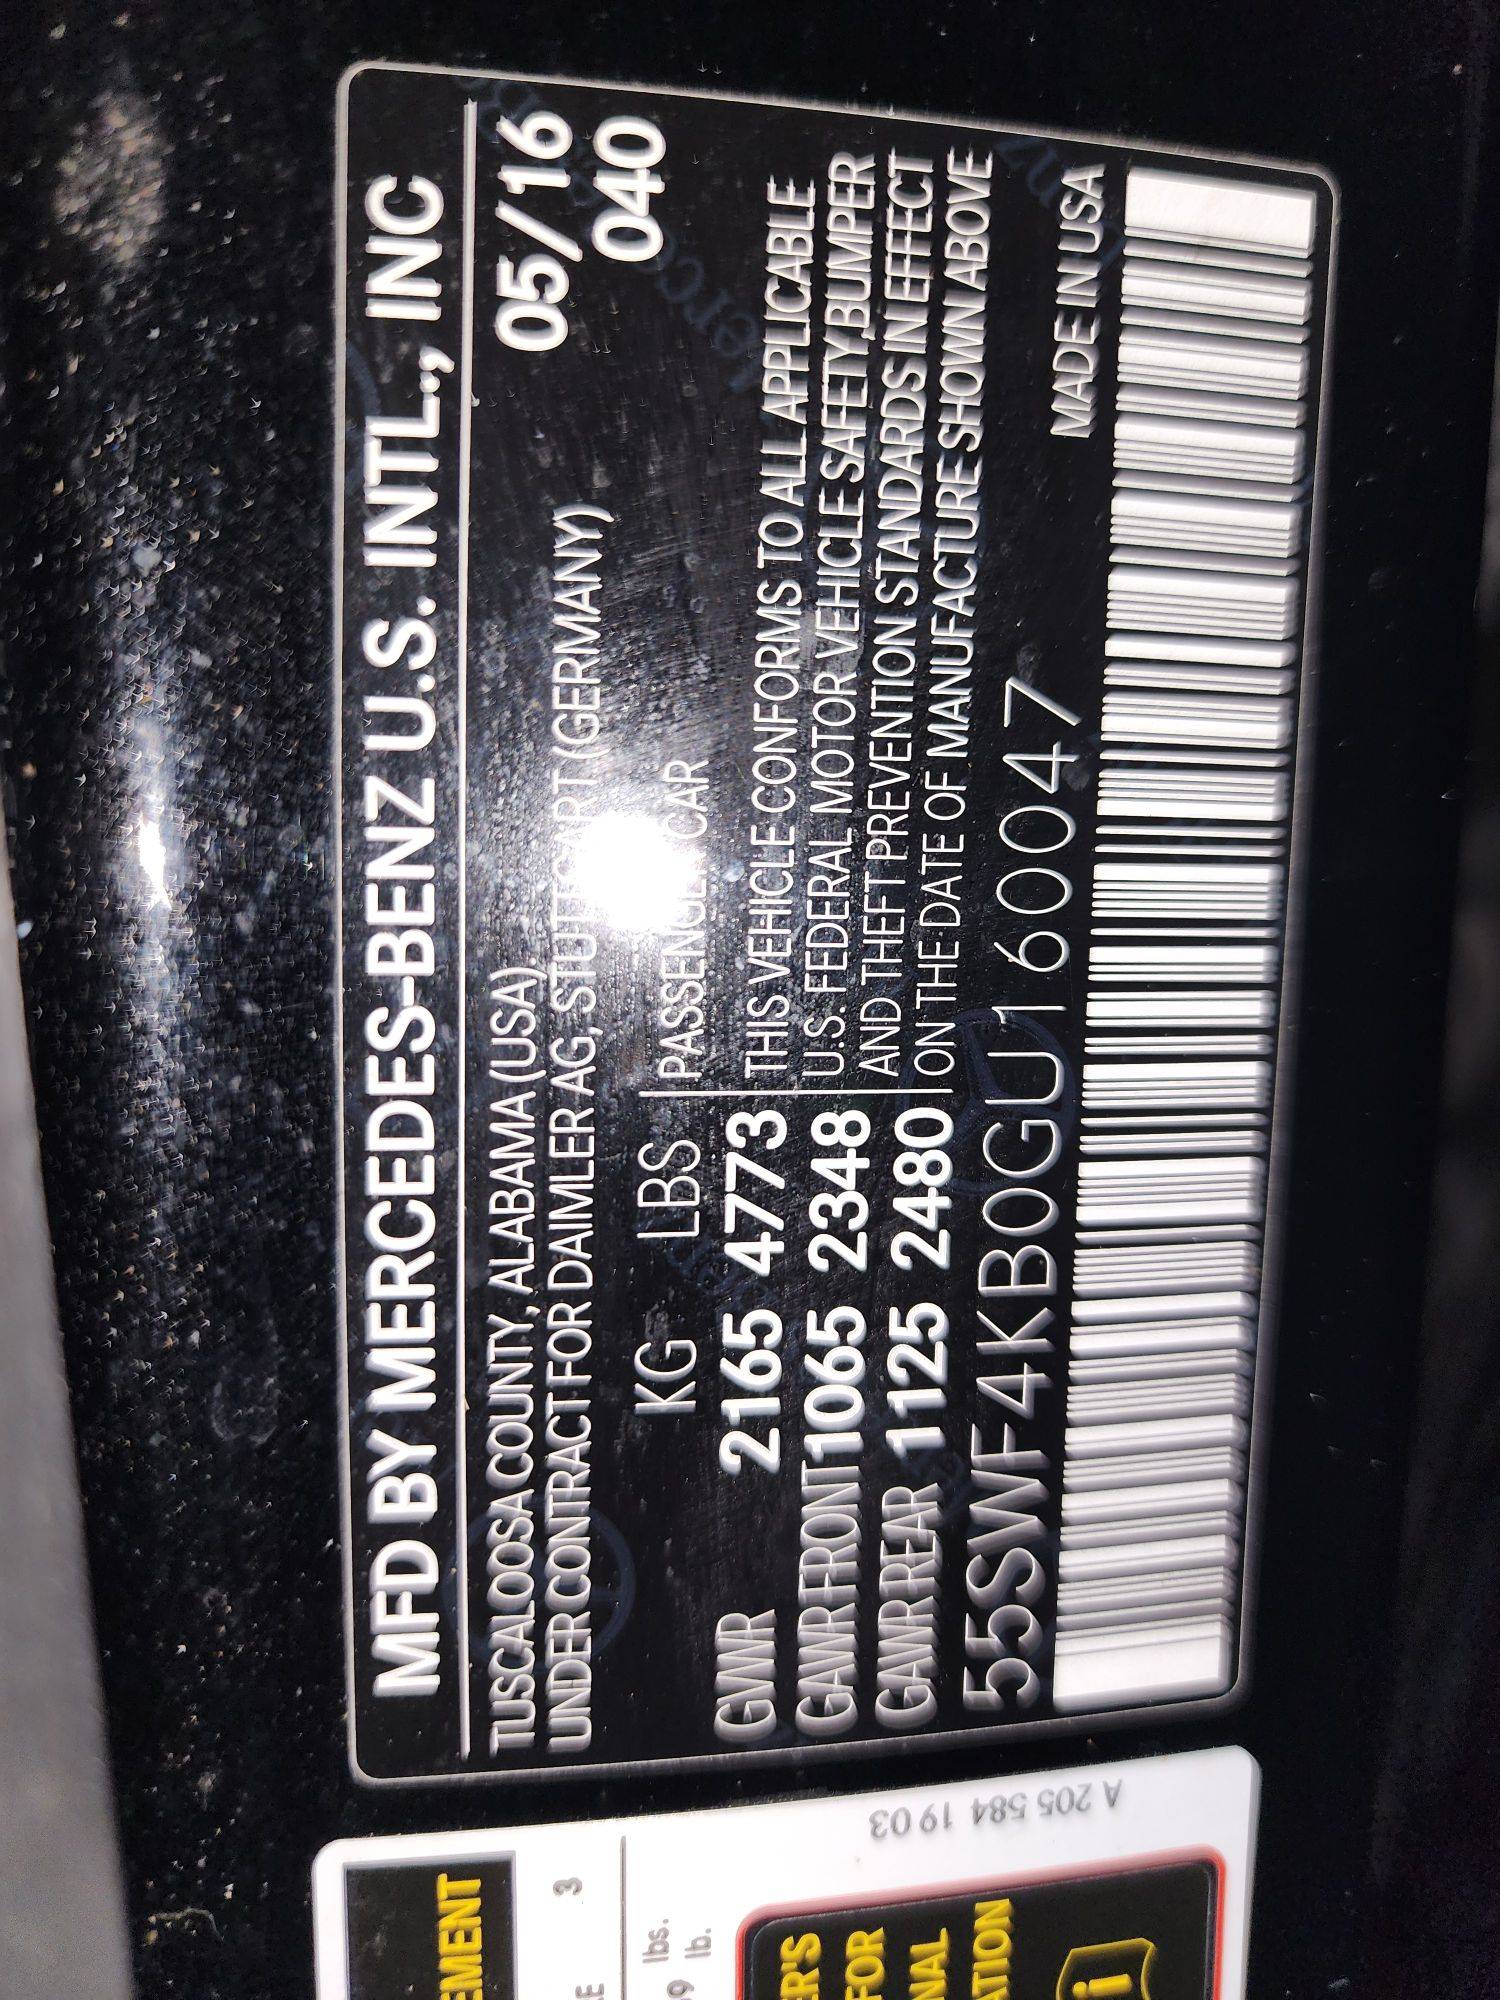 MFD BY MERCEDES-BENZ U.S. INTL., INC
TUSCALOOSA COUNTY, ALABAMA (USA). 05/16
UNDER CONTRACT FOR DAIMLER AG, STUTTGART (GERMANY) 040
KG LBS PASSENGER CAR
GVWR 2165 4773 THIS VEHICLE CONFORMS TO ALL APPLICABLE
GAWR FRONT 1065 2348 U.S. FEDERAL MOTOR VEHICLE SAFETY, BUMPER
GAWR REAR 1125 2480 AND THEFT PREVENTION STANDARDS IN EFFECT
ON THE DATE OF MANUFACTURE SHOWN ABOVE
55SWF4KB0GU160047 MADE IN USA
A 205 584 19 03
3
lbs.
lb.
FOR
i